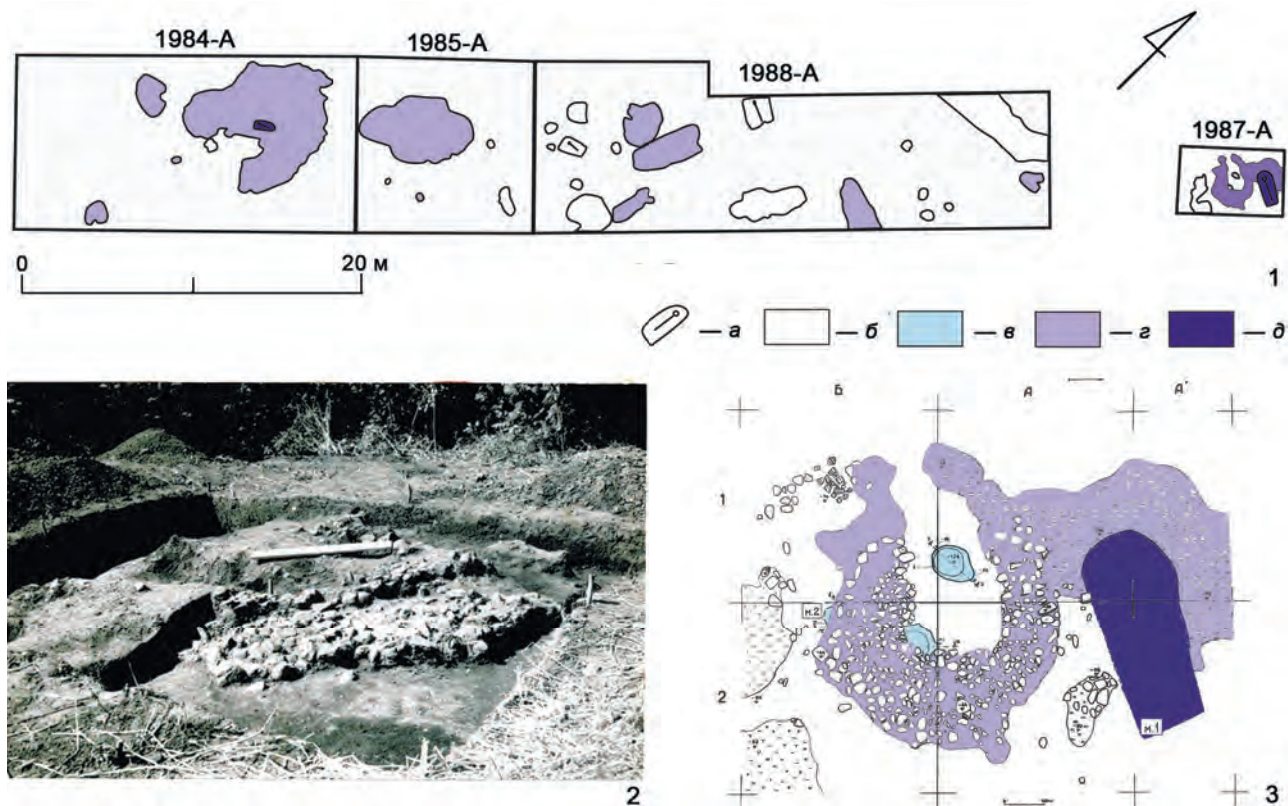 1984-А 1985-А
1988-А
1987-А
0 20 м
1
— а — б — в — г — д
Б А А'
1
м.2
2
м.1
2 3